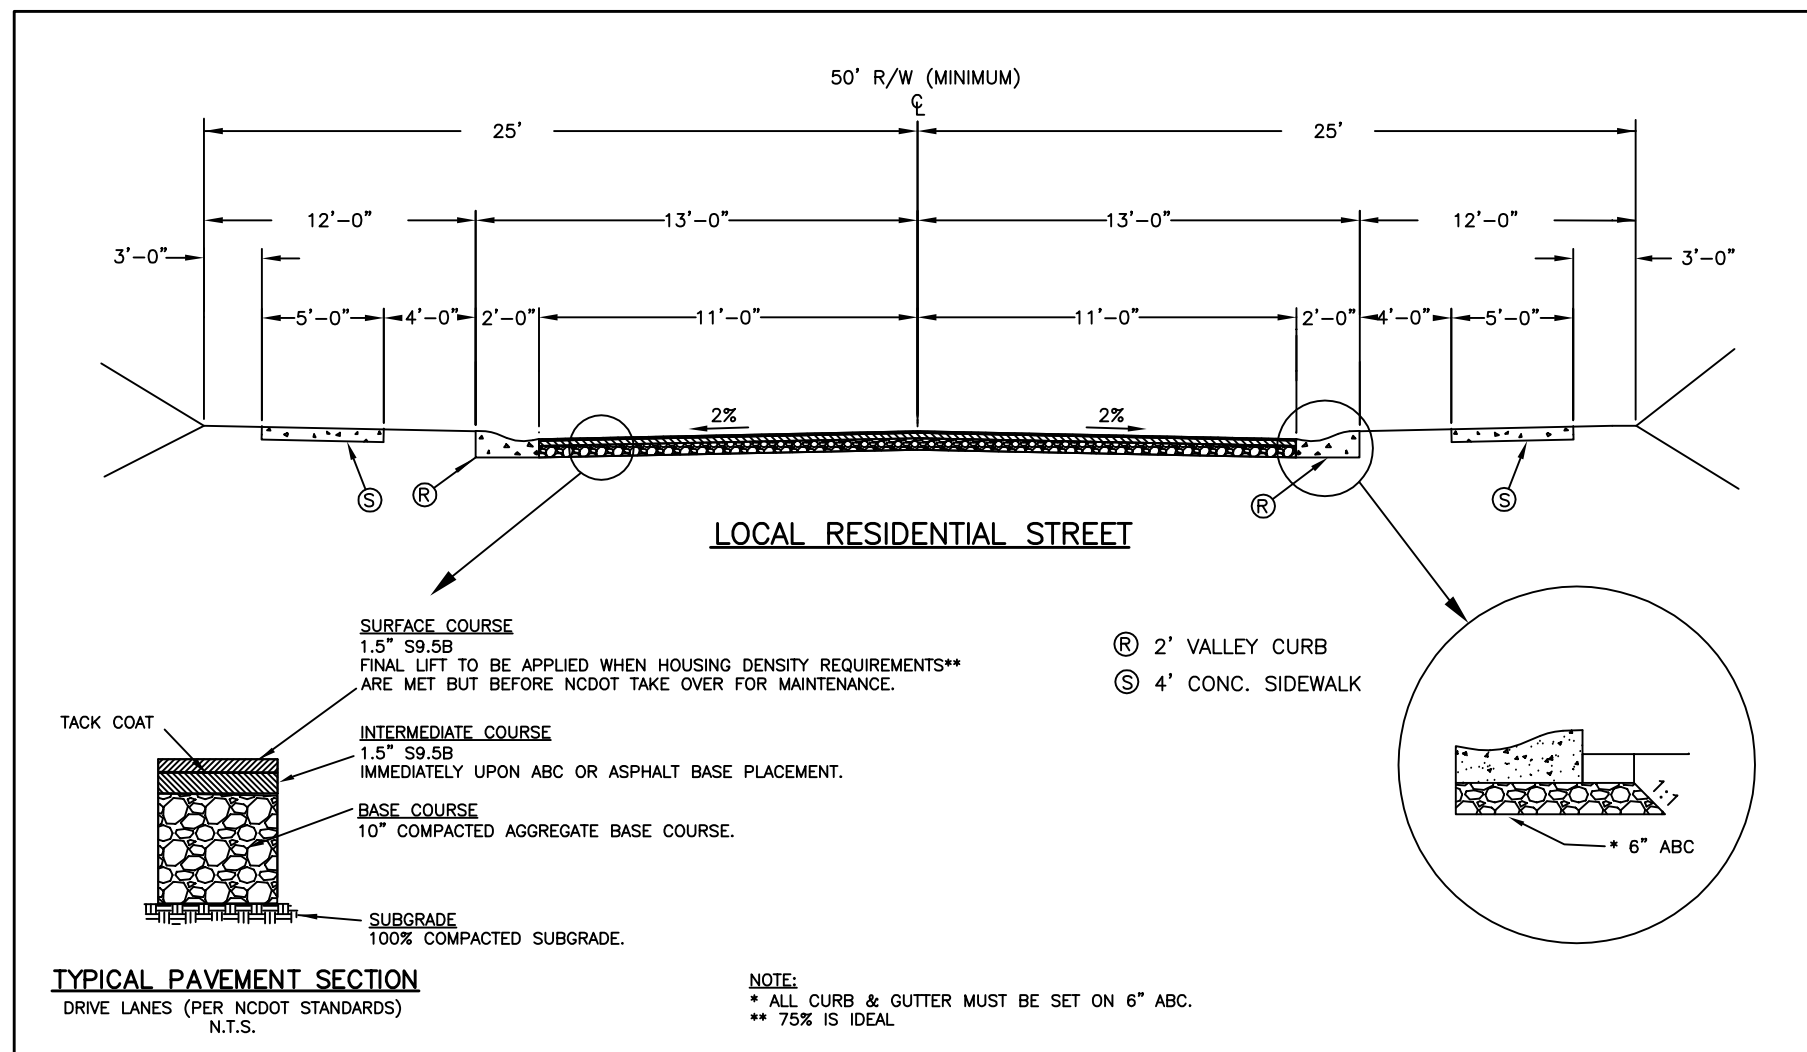 50' R/W (MINIMUM)
℄
25' 25'
12'-0" 13'-0" 13'-0" 12'-0"
3'-0" 3'-0"
5'-0" 4'-0" 2'-0" 11'-0" 11'-0" 2'-0" 4'-0" 5'-0"
2% 2%
S R R S
LOCAL RESIDENTIAL STREET
SURFACE COURSE
1.5" S9.5B
FINAL LIFT TO BE APPLIED WHEN HOUSING DENSITY REQUIREMENTS**
ARE MET BUT BEFORE NCDOT TAKE OVER FOR MAINTENANCE.
R 2' VALLEY CURB
S 4' CONC. SIDEWALK
TACK COAT
INTERMEDIATE COURSE
1.5" S9.5B
IMMEDIATELY UPON ABC OR ASPHALT BASE PLACEMENT.
BASE COURSE
10" COMPACTED AGGREGATE BASE COURSE.
1:1
* 6" ABC
SUBGRADE
100% COMPACTED SUBGRADE.
TYPICAL PAVEMENT SECTION
DRIVE LANES (PER NCDOT STANDARDS)
N.T.S.
NOTE:
* ALL CURB & GUTTER MUST BE SET ON 6" ABC.
** 75% IS IDEAL